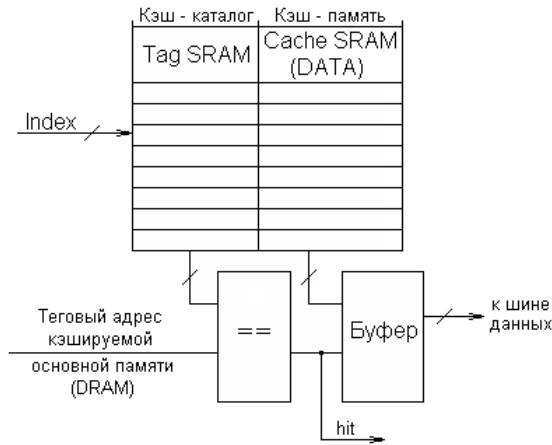 Кэш - каталог
Кэш - память
Tag SRAM
Cache SRAM
(DATA)
Index
Теговый адрес
кэшируемой
основной памяти
(DRAM)
==
Буфер
к шине
данных
hit